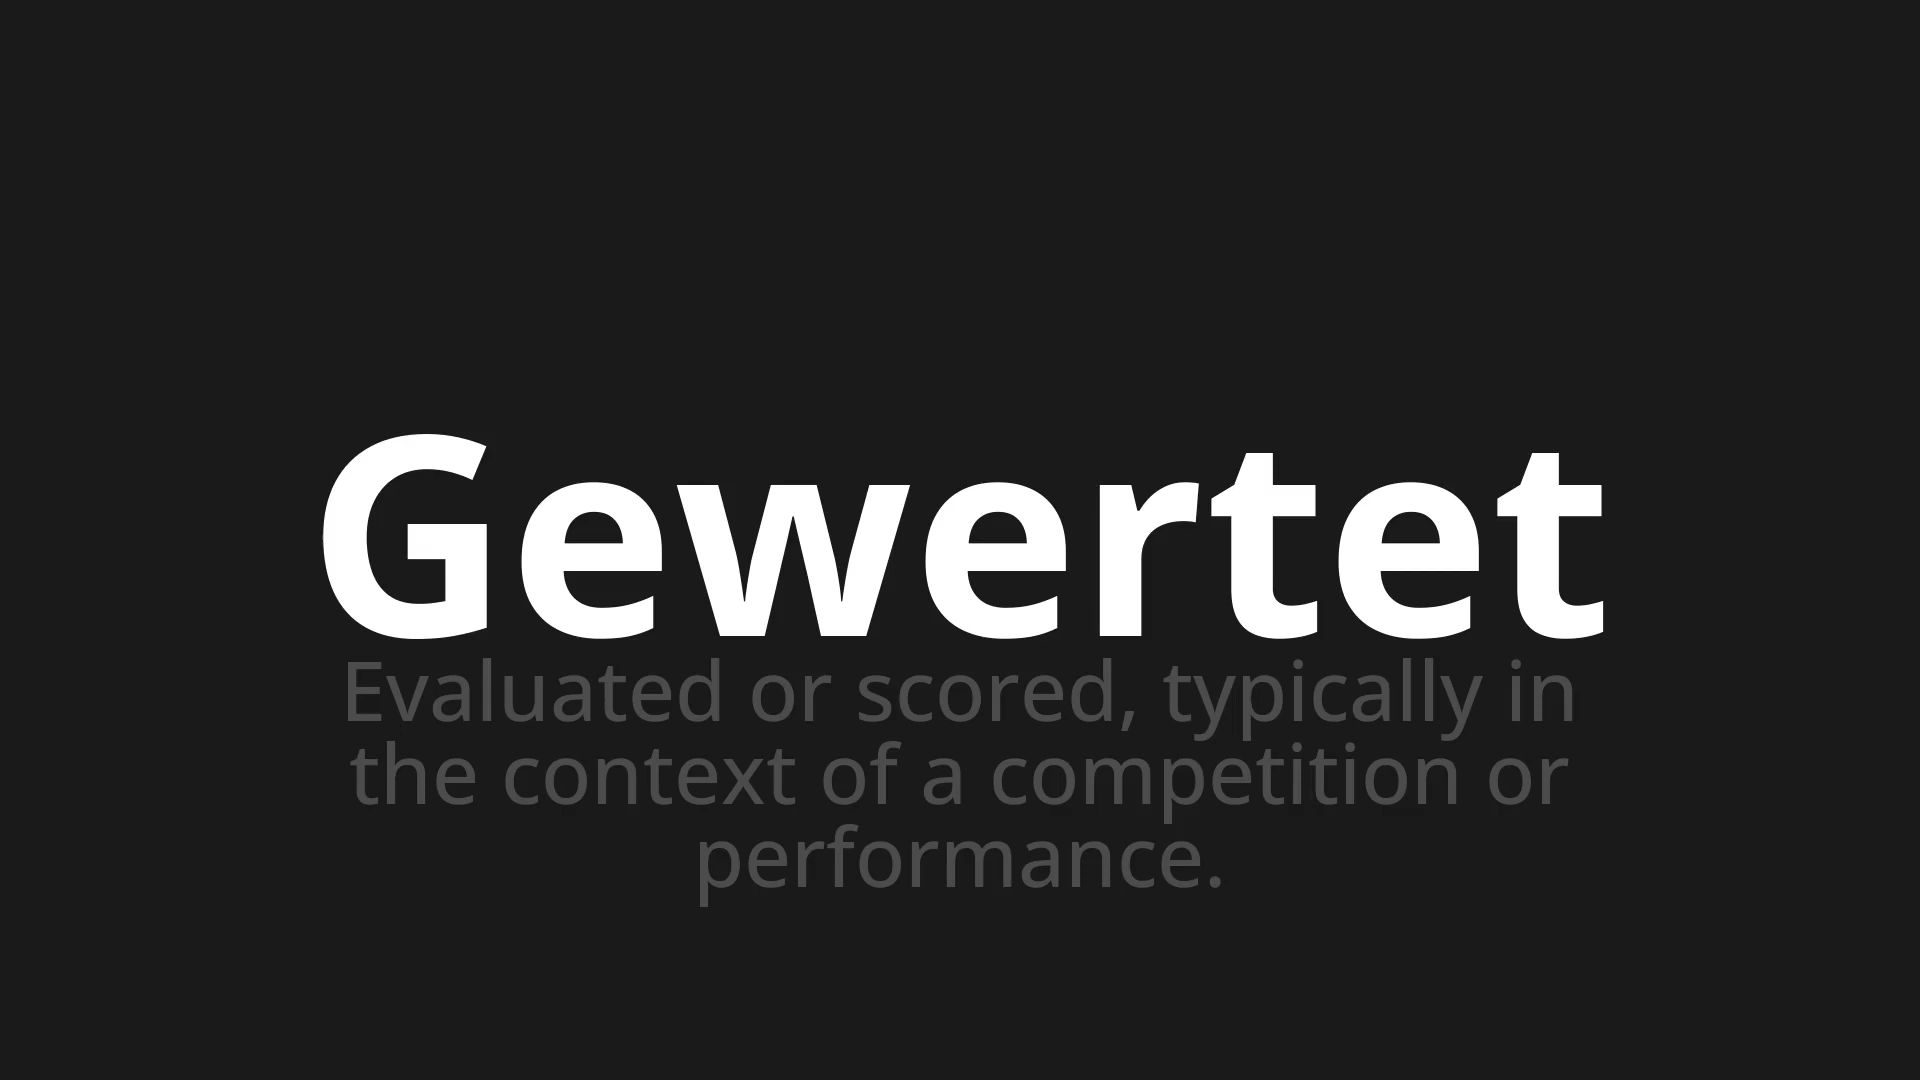 Gewertet
Evaluated or scored, typically in
the context of a competition or
performance.